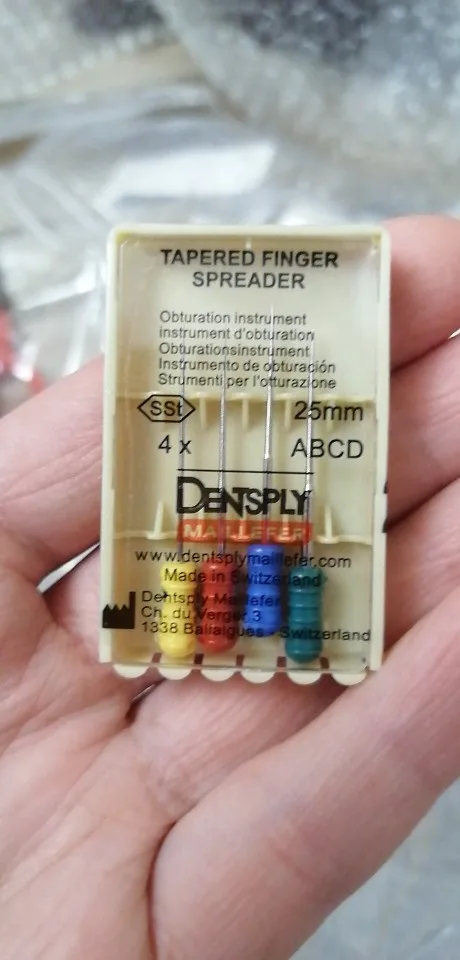 TAPERED FINGER
SPREADER
Obturation instrument
instrument d'obturation
Obturationsinstrument
Instrumento de obturación
Strumenti per l'otturazione
SSt 25mm
4 x ABCD
DENTSPLY
MAILLEFER
www.dentsplymaillefer.com
Made in Switzerland
Dentsply Maillefer
Ch. du Verger 3
1338 Ballaigues - Switzerland